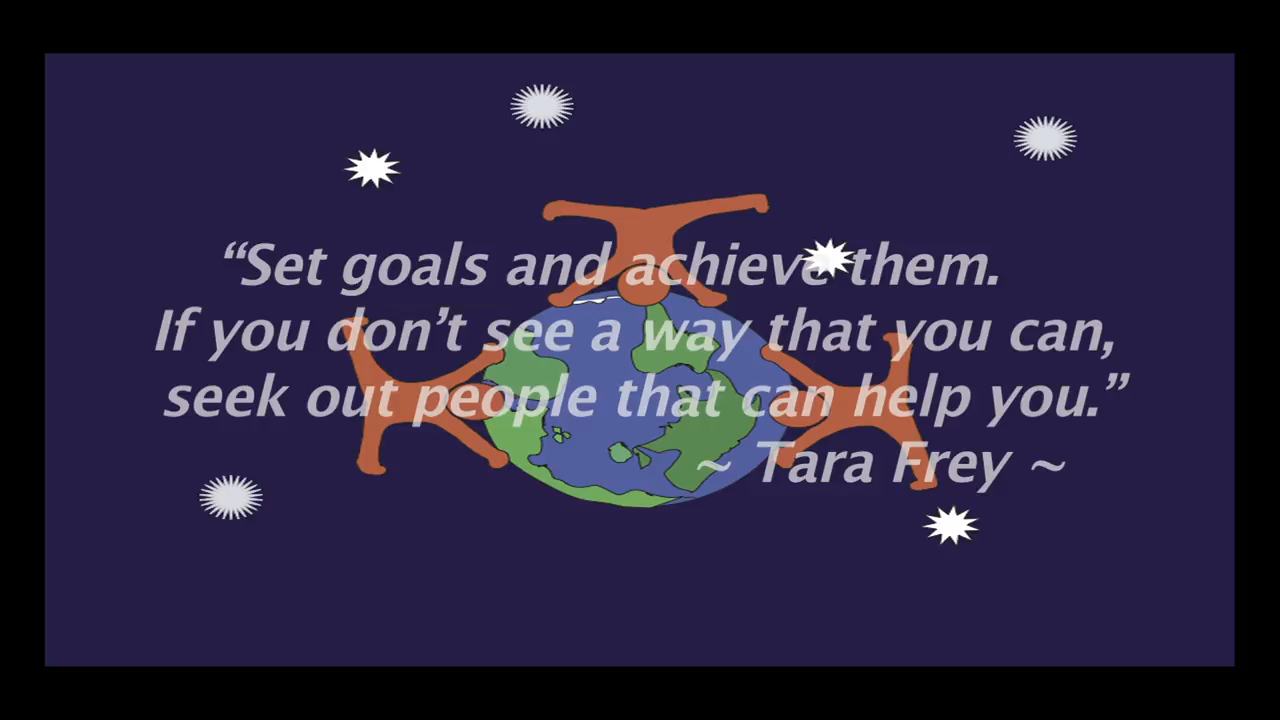 “Set goals and achieve them.
If you don’t see a way that you can,
seek out people that can help you.”
~ Tara Frey ~